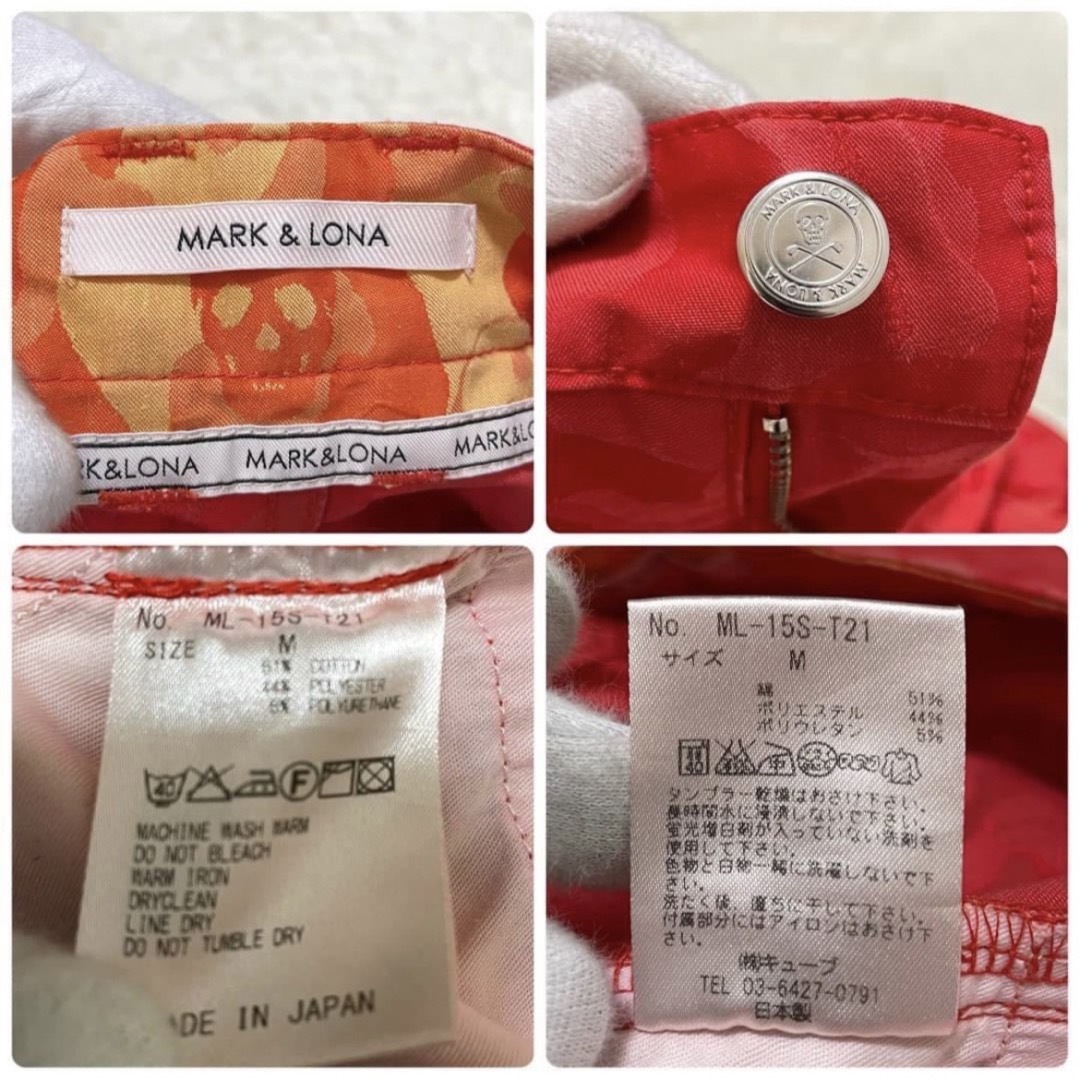 MARK & LONA
RK&LONA MARK&LONA MARK&LO
MARK & LONA
MARK & LONA
No. ML-15S-T21
SIZE M
51% COTTON
44% POLYESTER
5% POLYURETHANE
40 F
MACHINE WASH WARM
DO NOT BLEACH
WARM IRON
DRYCLEAN
LINE DRY
DO NOT TUMBLE DRY
ADE IN JAPAN
No. ML-15S-T21
サイズ M
綿 51%
ポリエステル 44%
ポリウレタン 5%
40
タンブラー乾燥はおさけ下さい。
長時間水に浸漬しないで下さい。
蛍光増白剤が入っていない洗剤を
使用して下さい。
色物と白物一緒に洗濯しないで下
さい。
洗たく後、直ちに干して下さい。
付属部分にはアイロンはおさけ下
さい。
㈱キューブ
TEL 03-6427-0791
日本製